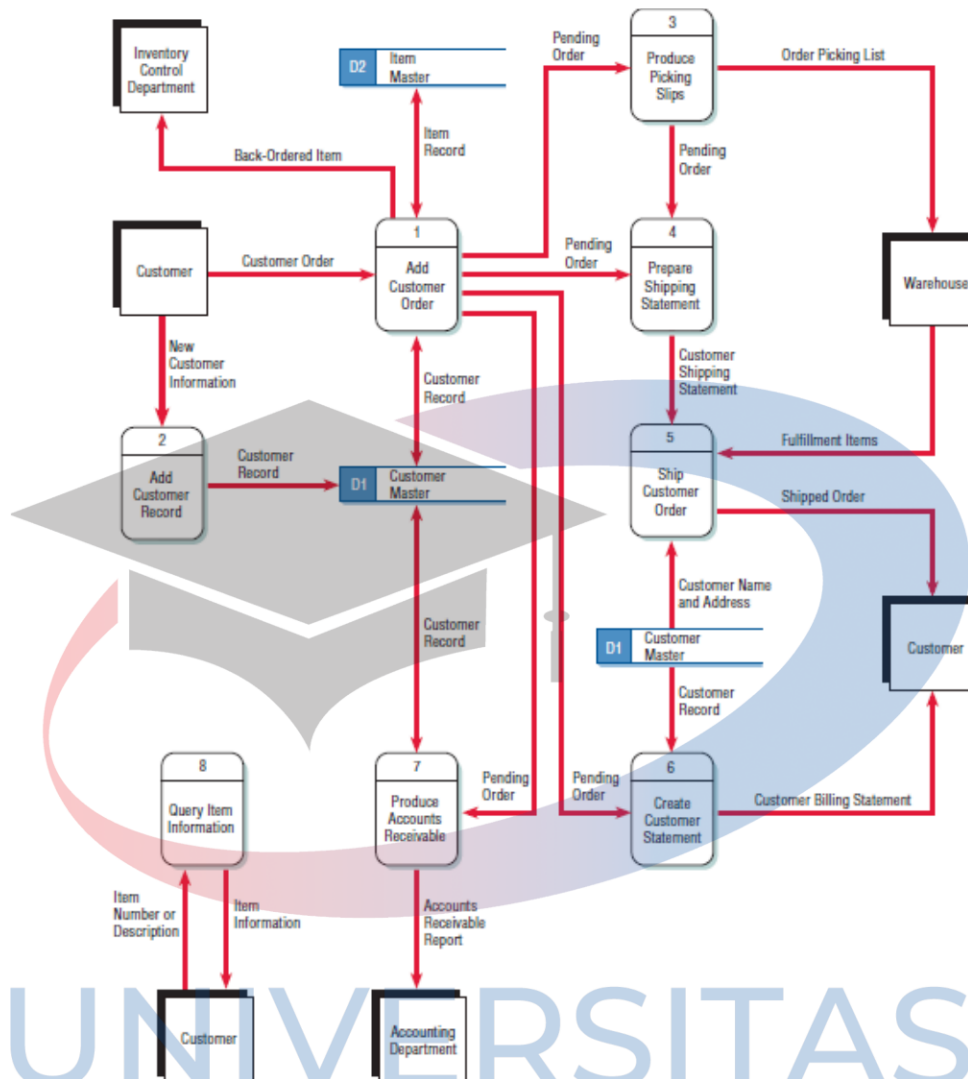 Inventory
Control
Department
D2
Item
Master
Pending
Order
3
Produce
Picking
Slips
Order Picking List
Item
Record
Back-Ordered Item
Pending
Order
Customer
Customer Order
1
Add
Customer
Order
Pending
Order
4
Prepare
Shipping
Statement
Warehouse
New
Customer
Information
Customer
Record
Customer
Shipping
Statement
2
Add
Customer
Record
Customer
Record
D1
Customer
Master
5
Ship
Customer
Order
Fulfillment Items
Shipped Order
Customer
Record
Customer Name
and Address
D1
Customer
Master
Customer
Customer
Record
8
Query Item
Information
7
Produce
Accounts
Receivable
Pending
Order
Pending
Order
6
Create
Customer
Statement
Customer Billing Statement
Item
Number or
Description
Item
Information
Accounts
Receivable
Report
Customer
Accounting
Department
UNIVERSITAS